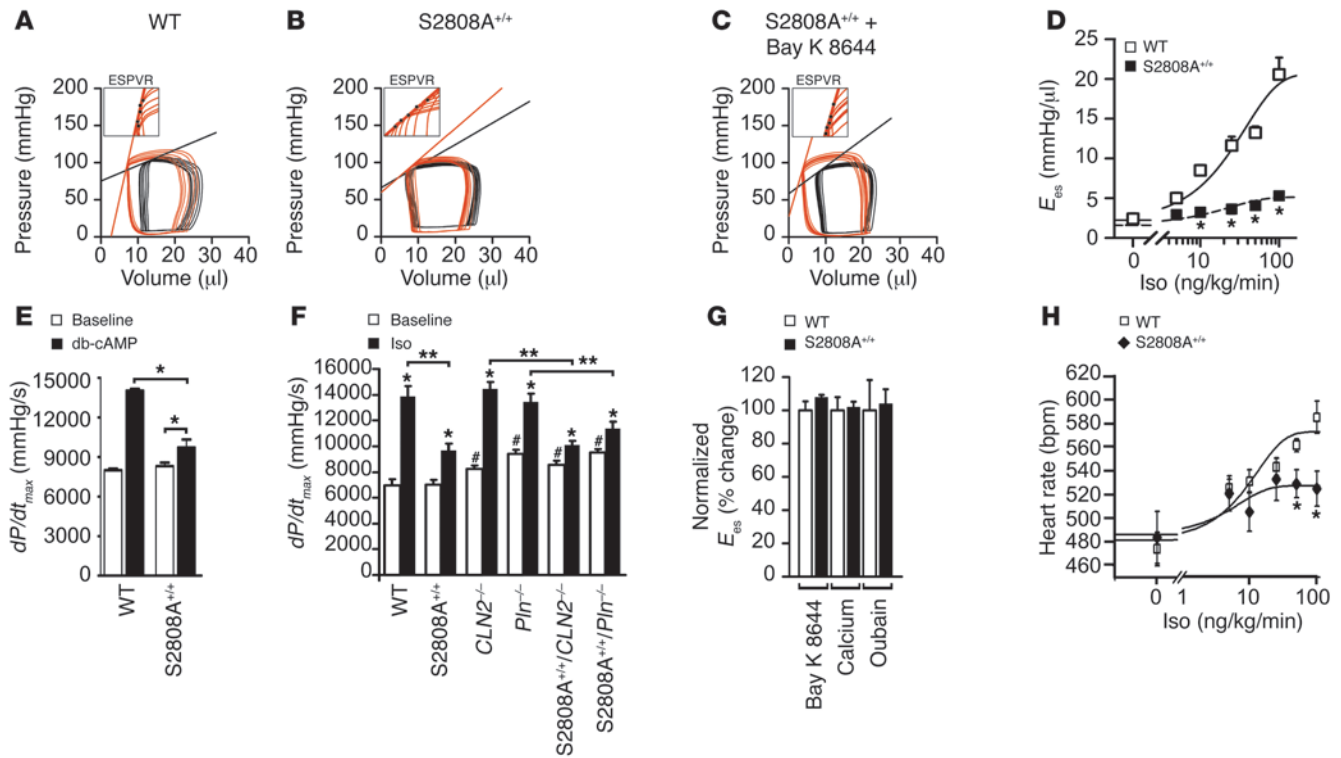 A
WT
ESPVR
Pressure (mmHg)
200
150
100
50
0
0 10 20 30 40
Volume (μl)
B
S2808A+/+
ESPVR
Pressure (mmHg)
200
150
100
50
0
0 10 20 30 40
Volume (μl)
C
S2808A+/+ +
Bay K 8644
ESPVR
Pressure (mmHg)
200
150
100
50
0
0 10 20 30 40
Volume (μl)
D
WT
S2808A+/+
Ees (mmHg/μl)
25
20
15
10
5
0
* * * *
0 10 100
Iso (ng/kg/min)
E
Baseline
db-cAMP
dP/dtmax (mmHg/s)
15000
12000
9000
6000
3000
0
*
*
WT
S2808A+/+
F
Baseline
Iso
dP/dtmax (mmHg/s)
16000
14000
12000
10000
8000
6000
4000
2000
0
** ** **
* * * * * *
# # # #
WT
S2808A+/+
CLN2–/–
Pln–/–
S2808A+/+/CLN2–/–
S2808A+/+/Pln–/–
G
WT
S2808A+/+
Normalized
Ees (% change)
120
100
80
60
40
20
0
Bay K 8644
Calcium
Oubain
H
WT
S2808A+/+
Heart rate (bpm)
620
600
580
560
540
520
500
480
460
* *
0 1 10 100
Iso (ng/kg/min)